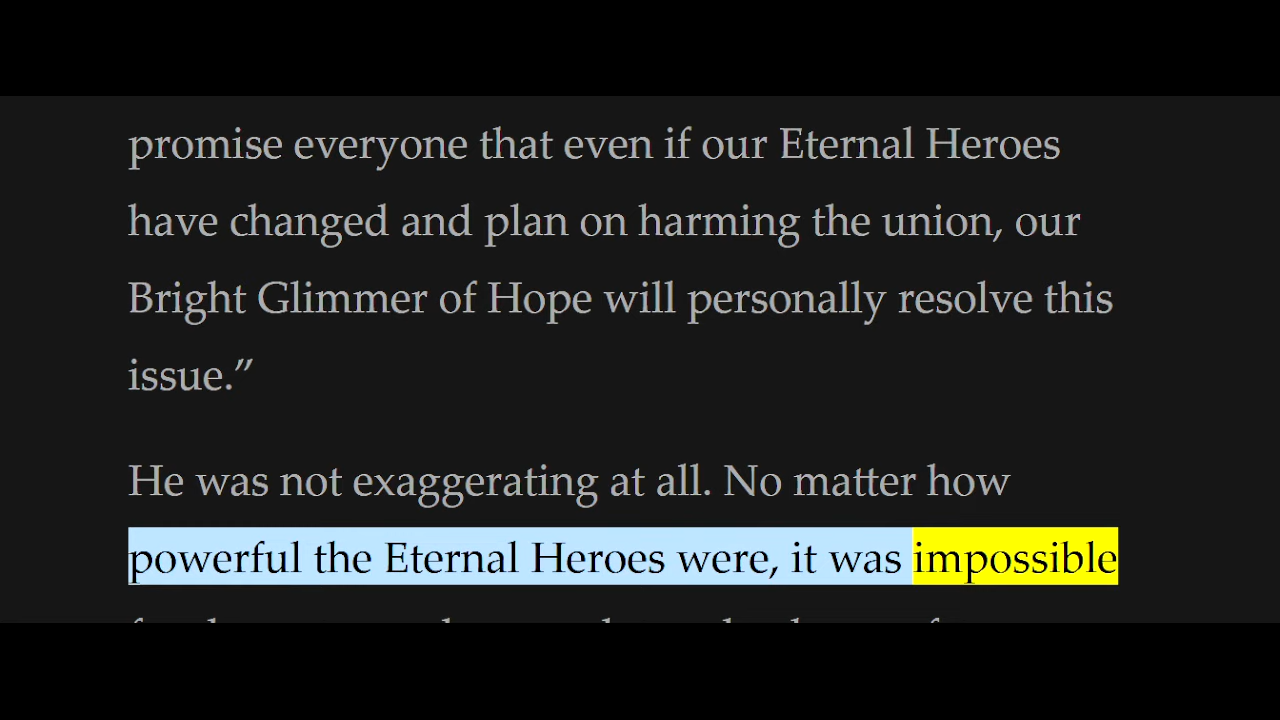 promise everyone that even if our Eternal Heroes
have changed and plan on harming the union, our
Bright Glimmer of Hope will personally resolve this
issue.”
He was not exaggerating at all. No matter how
powerful the Eternal Heroes were, it was impossible